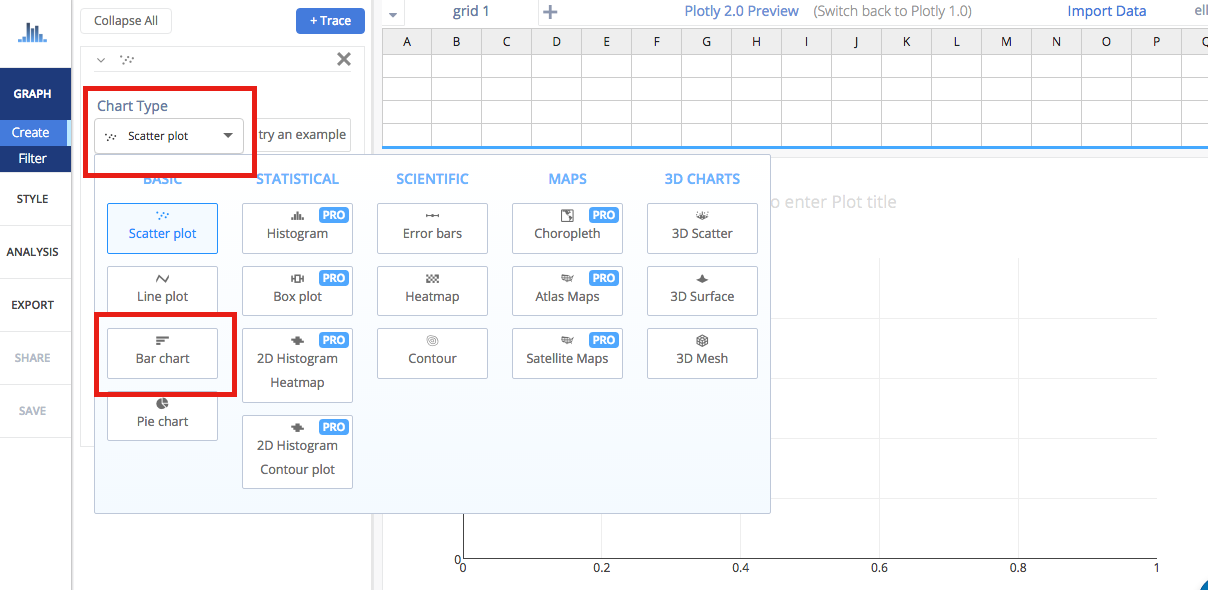 Collapse All
+ Trace
grid 1
Plotly 2.0 Preview (Switch back to Plotly 1.0)
Import Data
ell
A B C D E F G H I J K L M N O P Q
GRAPH
Create
Filter
STYLE
ANALYSIS
EXPORT
SHARE
SAVE
Chart Type
Scatter plot
try an example
BASIC
STATISTICAL
SCIENTIFIC
MAPS
3D CHARTS
Scatter plot
PRO
Histogram
Error bars
PRO
Choropleth
3D Scatter
Line plot
PRO
Box plot
Heatmap
PRO
Atlas Maps
3D Surface
Bar chart
PRO
2D Histogram
Heatmap
Contour
PRO
Satellite Maps
3D Mesh
Pie chart
PRO
2D Histogram
Contour plot
o enter Plot title
0
0 0.2 0.4 0.6 0.8 1